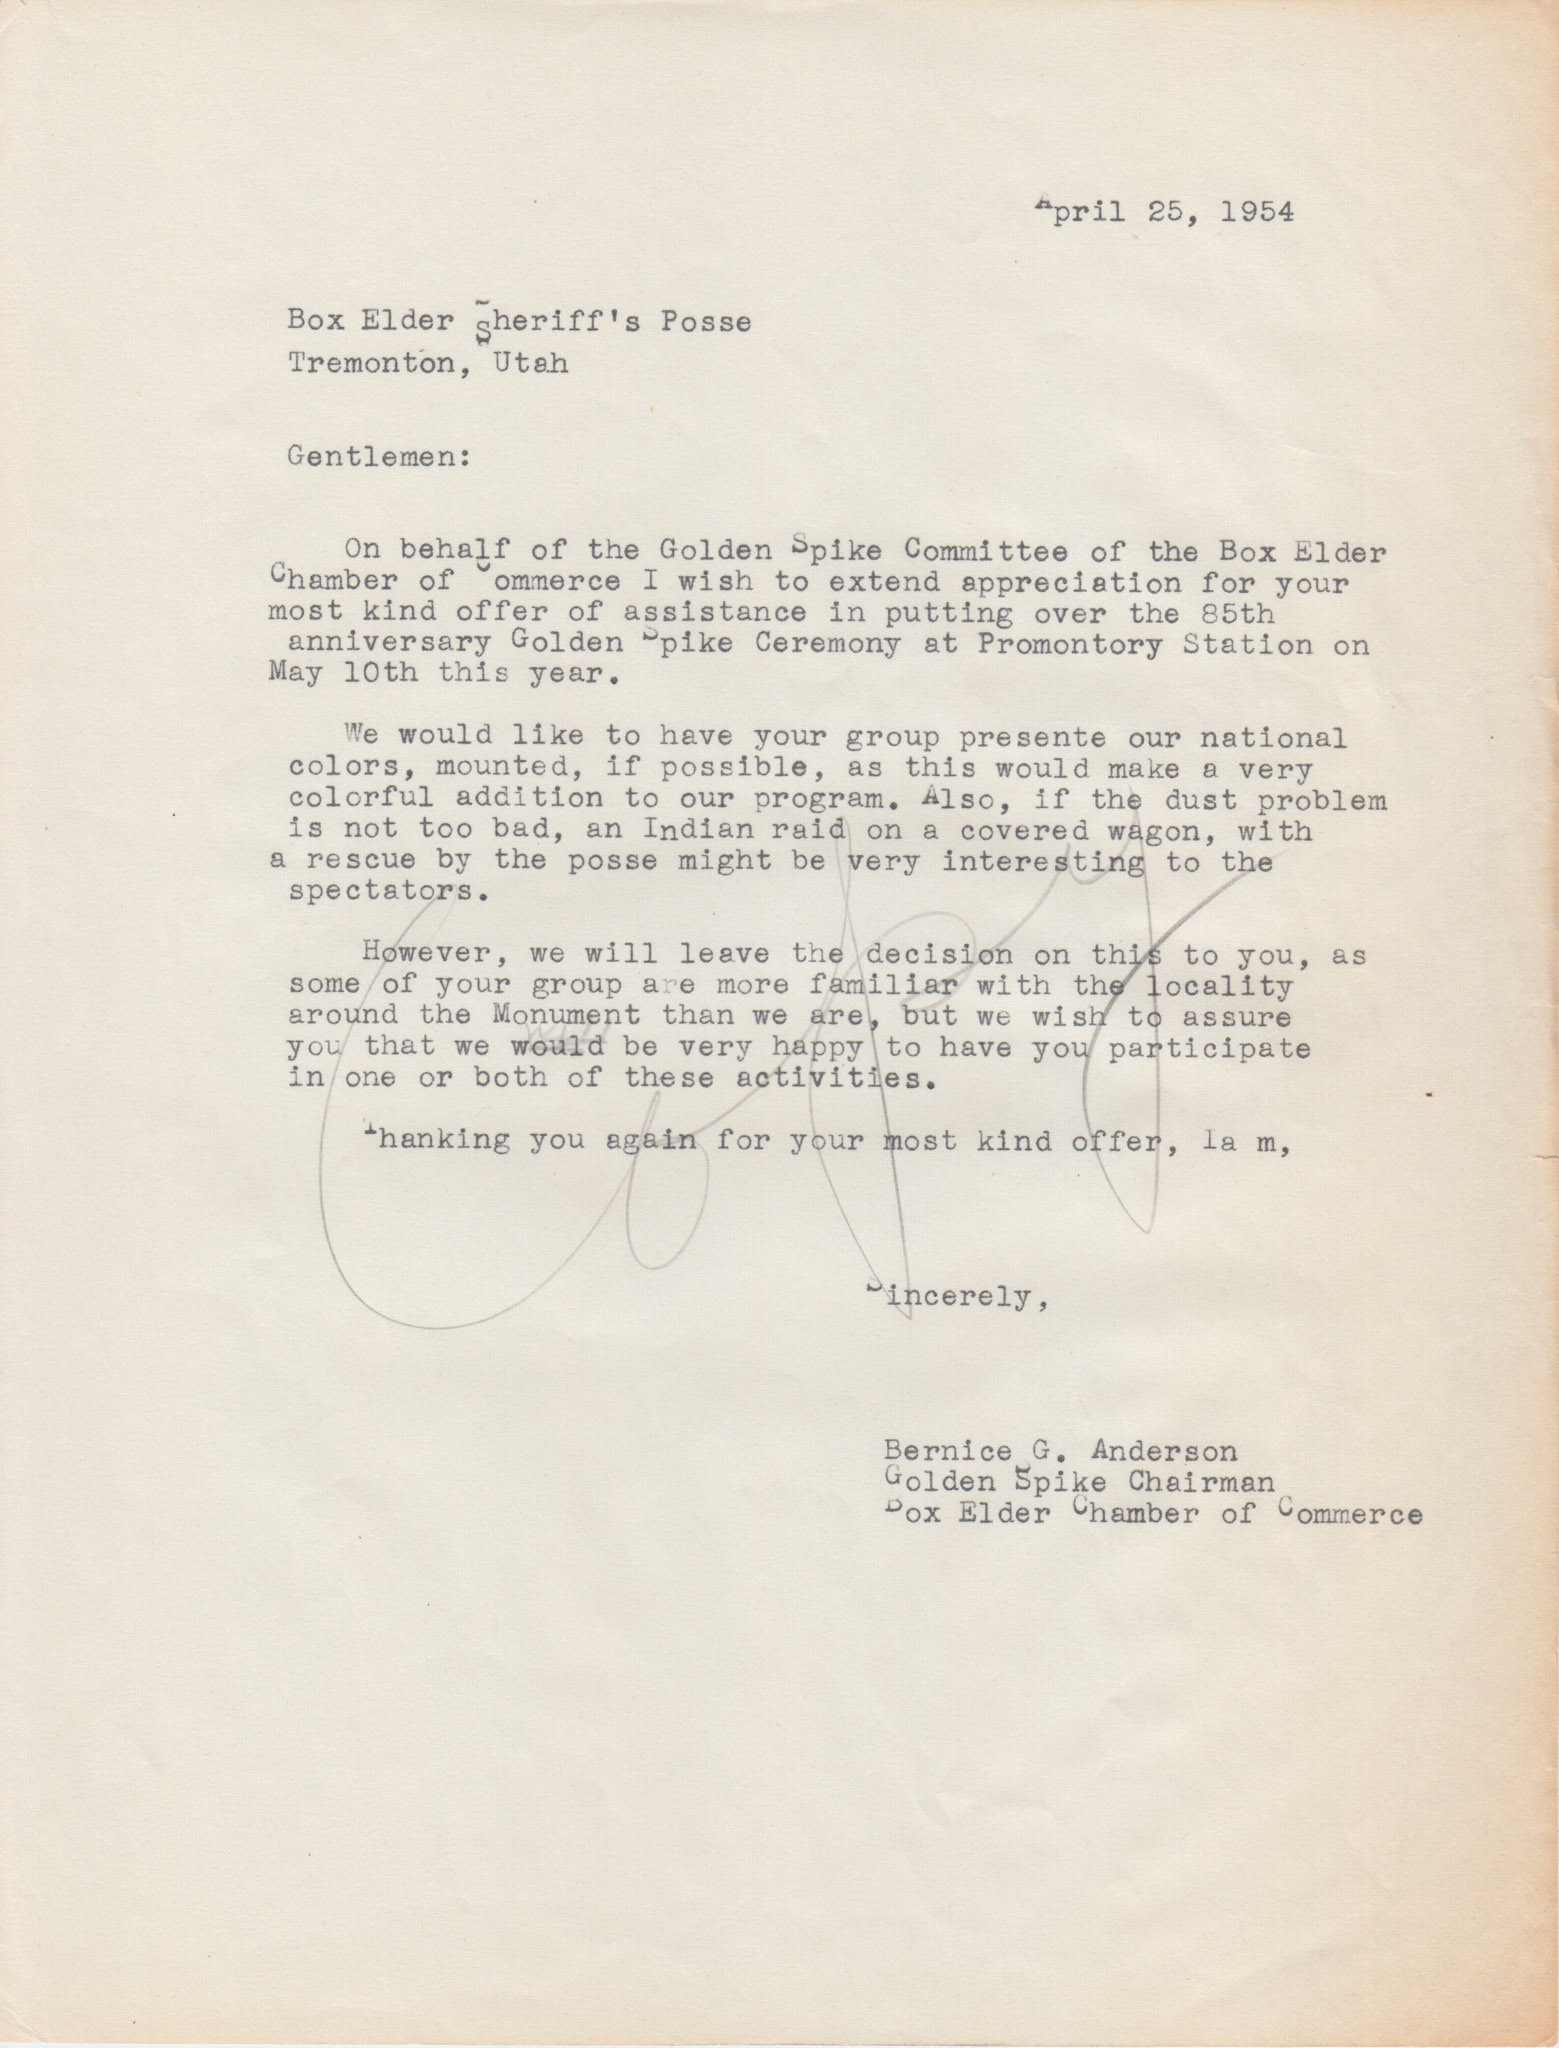 April 25, 1954
Box Elder Sheriff's Posse
Tremonton, Utah
Gentlemen:
On behalf of the Golden Spike Committee of the Box Elder
Chamber of Commerce I wish to extend appreciation for your
most kind offer of assistance in putting over the 85th
anniversary Golden Spike Ceremony at Promontory Station on
May 10th this year.
We would like to have your group presente our national
colors, mounted, if possible, as this would make a very
colorful addition to our program. Also, if the dust problem
is not too bad, an Indian raid on a covered wagon, with
a rescue by the posse might be very interesting to the
spectators.
However, we will leave the decision on this to you, as
some of your group are more familiar with the locality
around the Monument than we are, but we wish to assure
you that we would be very happy to have you participate
in one or both of these activities.
Thanking you again for your most kind offer, Ia m,
Copy
Sincerely,
Bernice G. Anderson
Golden Spike Chairman
Box Elder Chamber of Commerce